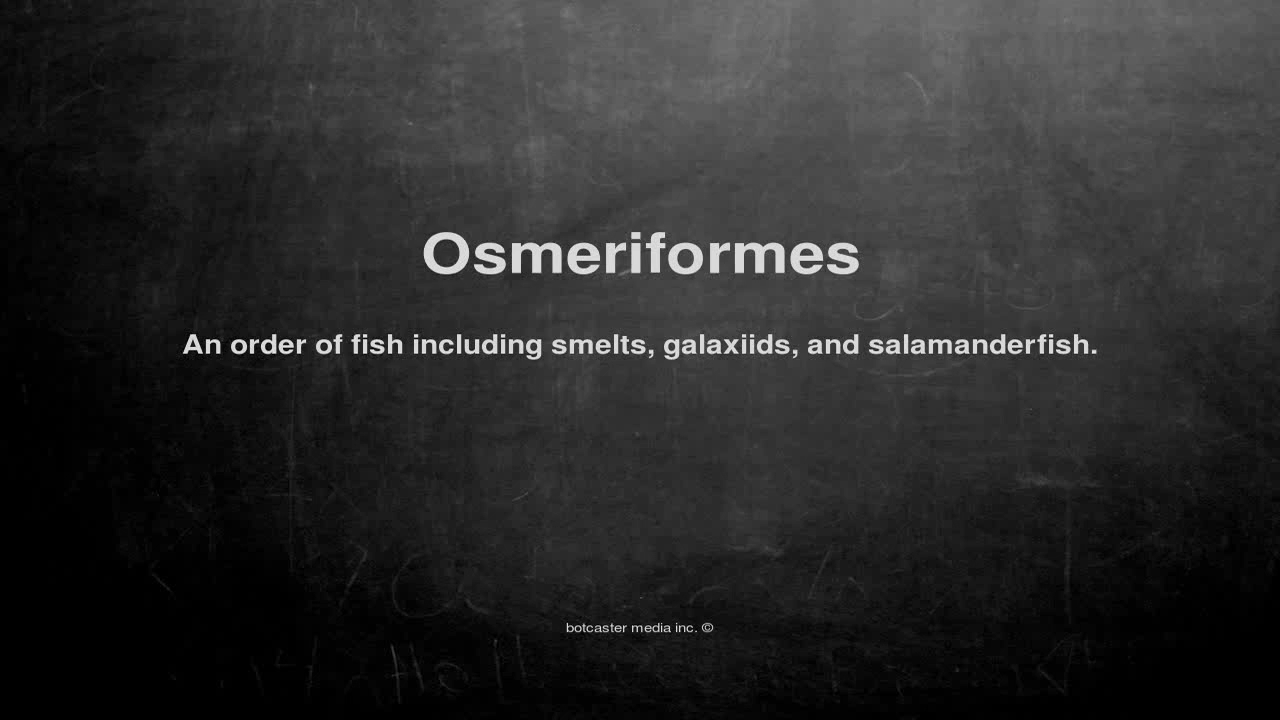 Osmeriformes
An order of fish including smelts, galaxiids, and salamanderfish.
botcaster media inc. ©